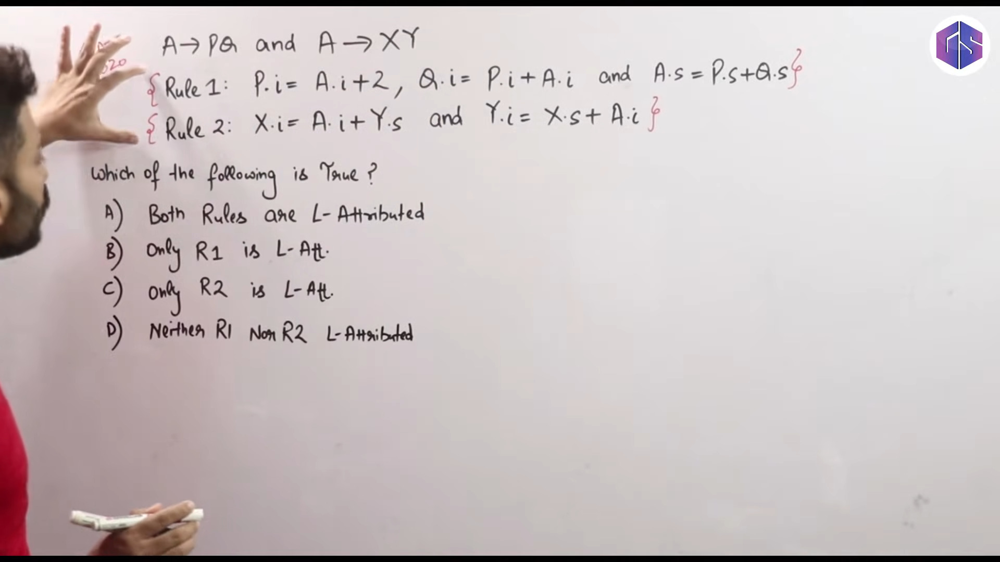 A→PQ and A→XY
20
{Rule 1: P.i = A.i+2, Q.i = P.i + A.i and A.s = P.s+Q.s}
{Rule 2: X.i = A.i + Y.s and Y.i = X.s + A.i}
Which of the following is True?
A) Both Rules are L-Attributed
B) Only R1 is L-Att.
C) Only R2 is L-Att.
D) Neither R1 Nor R2 L-Attributed